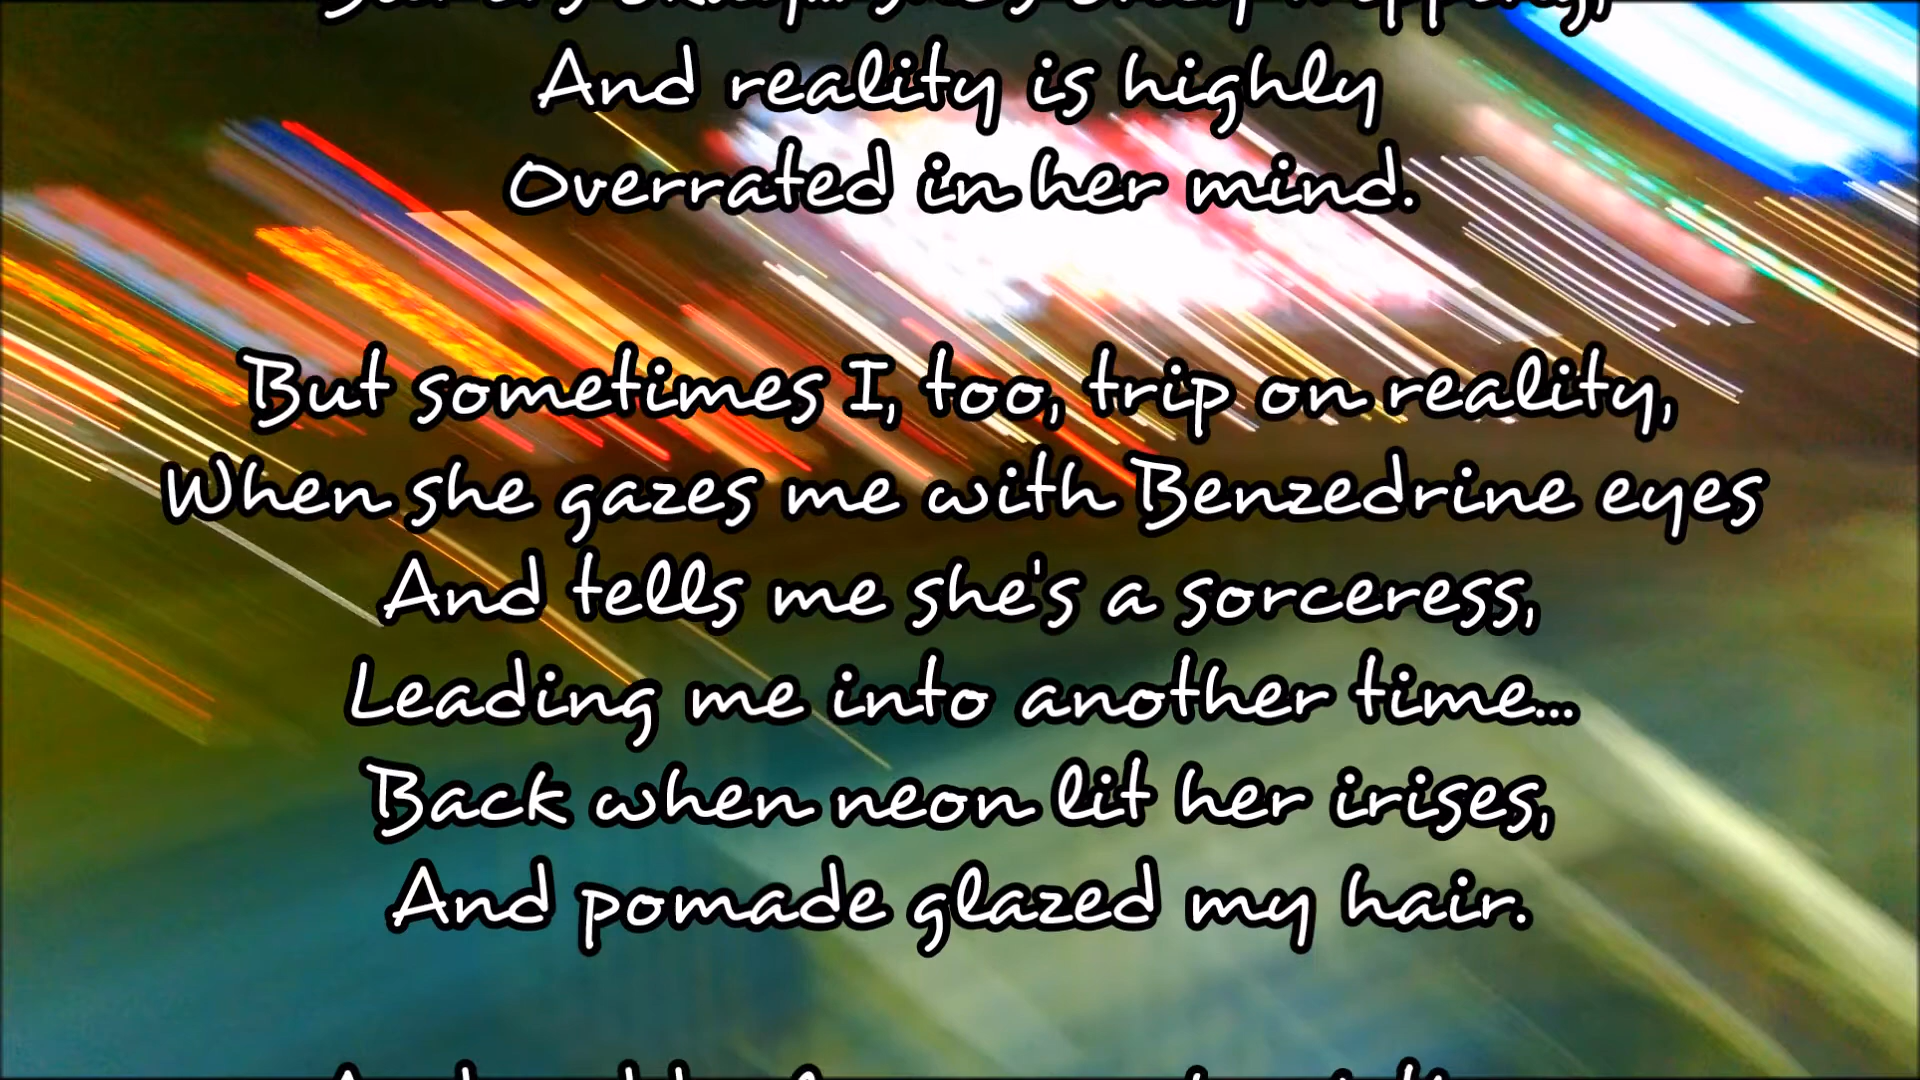 And reality is highly
Overrated in her mind.
But sometimes I, too, trip on reality,
When she gazes me with Benzedrine eyes
And tells me she's a sorceress,
Leading me into another time...
Back when neon lit her irises,
And pomade glazed my hair.